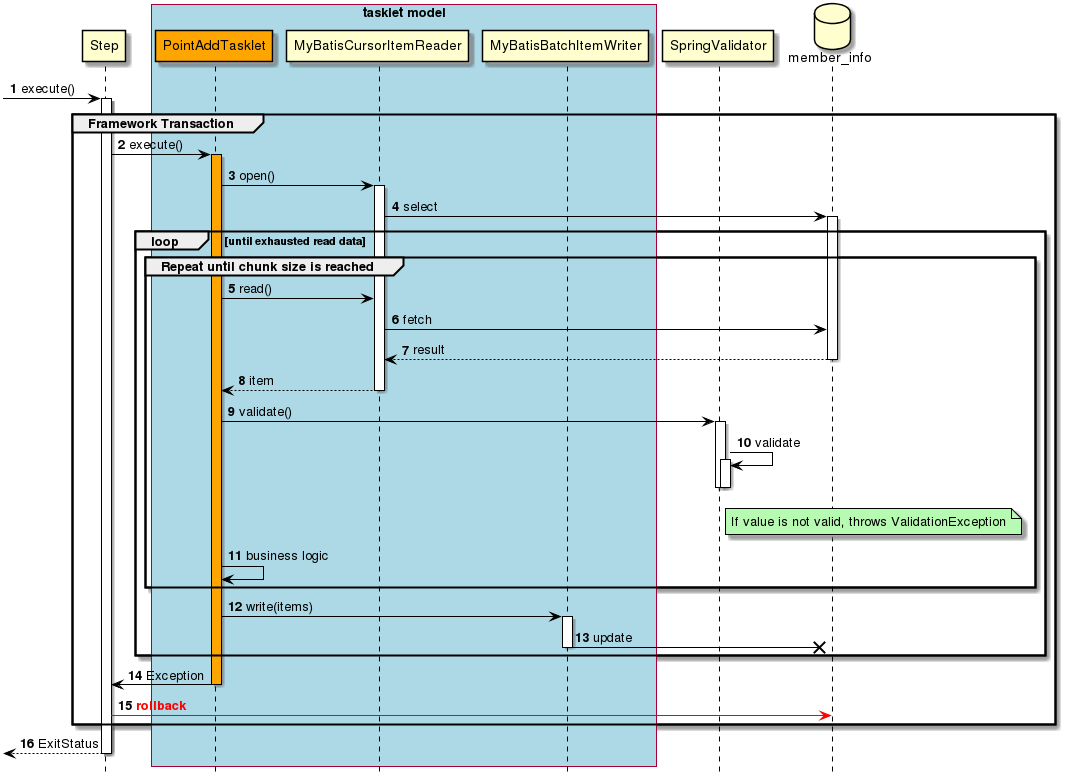 tasklet model
Step
PointAddTasklet
MyBatisCursorItemReader
MyBatisBatchItemWriter
SpringValidator
member_info
1 execute()
Framework Transaction
2 execute()
3 open()
4 select
loop [until exhausted read data]
Repeat until chunk size is reached
5 read()
6 fetch
7 result
8 item
9 validate()
10 validate
If value is not valid, throws ValidationException
11 business logic
12 write(items)
13 update
14 Exception
15 rollback
16 ExitStatus